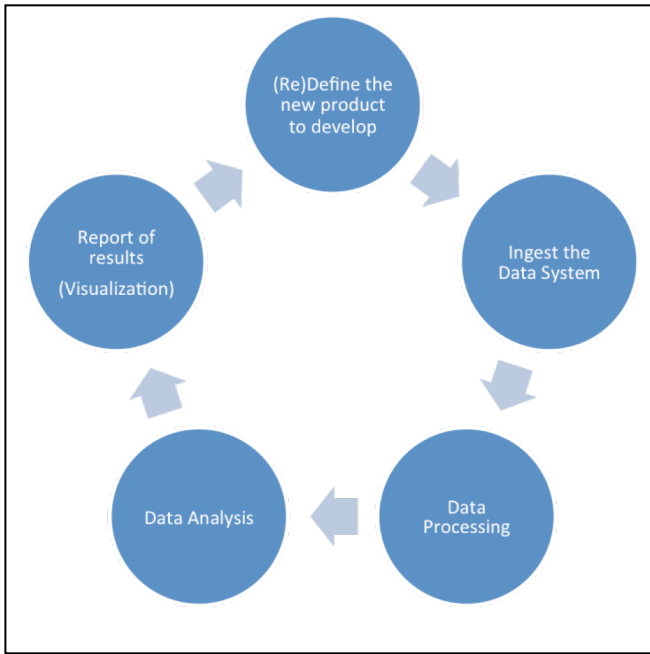 (Re)Define the
new product
to develop
Ingest the
Data System
Data
Processing
Data Analysis
Report of
results
(Visualization)